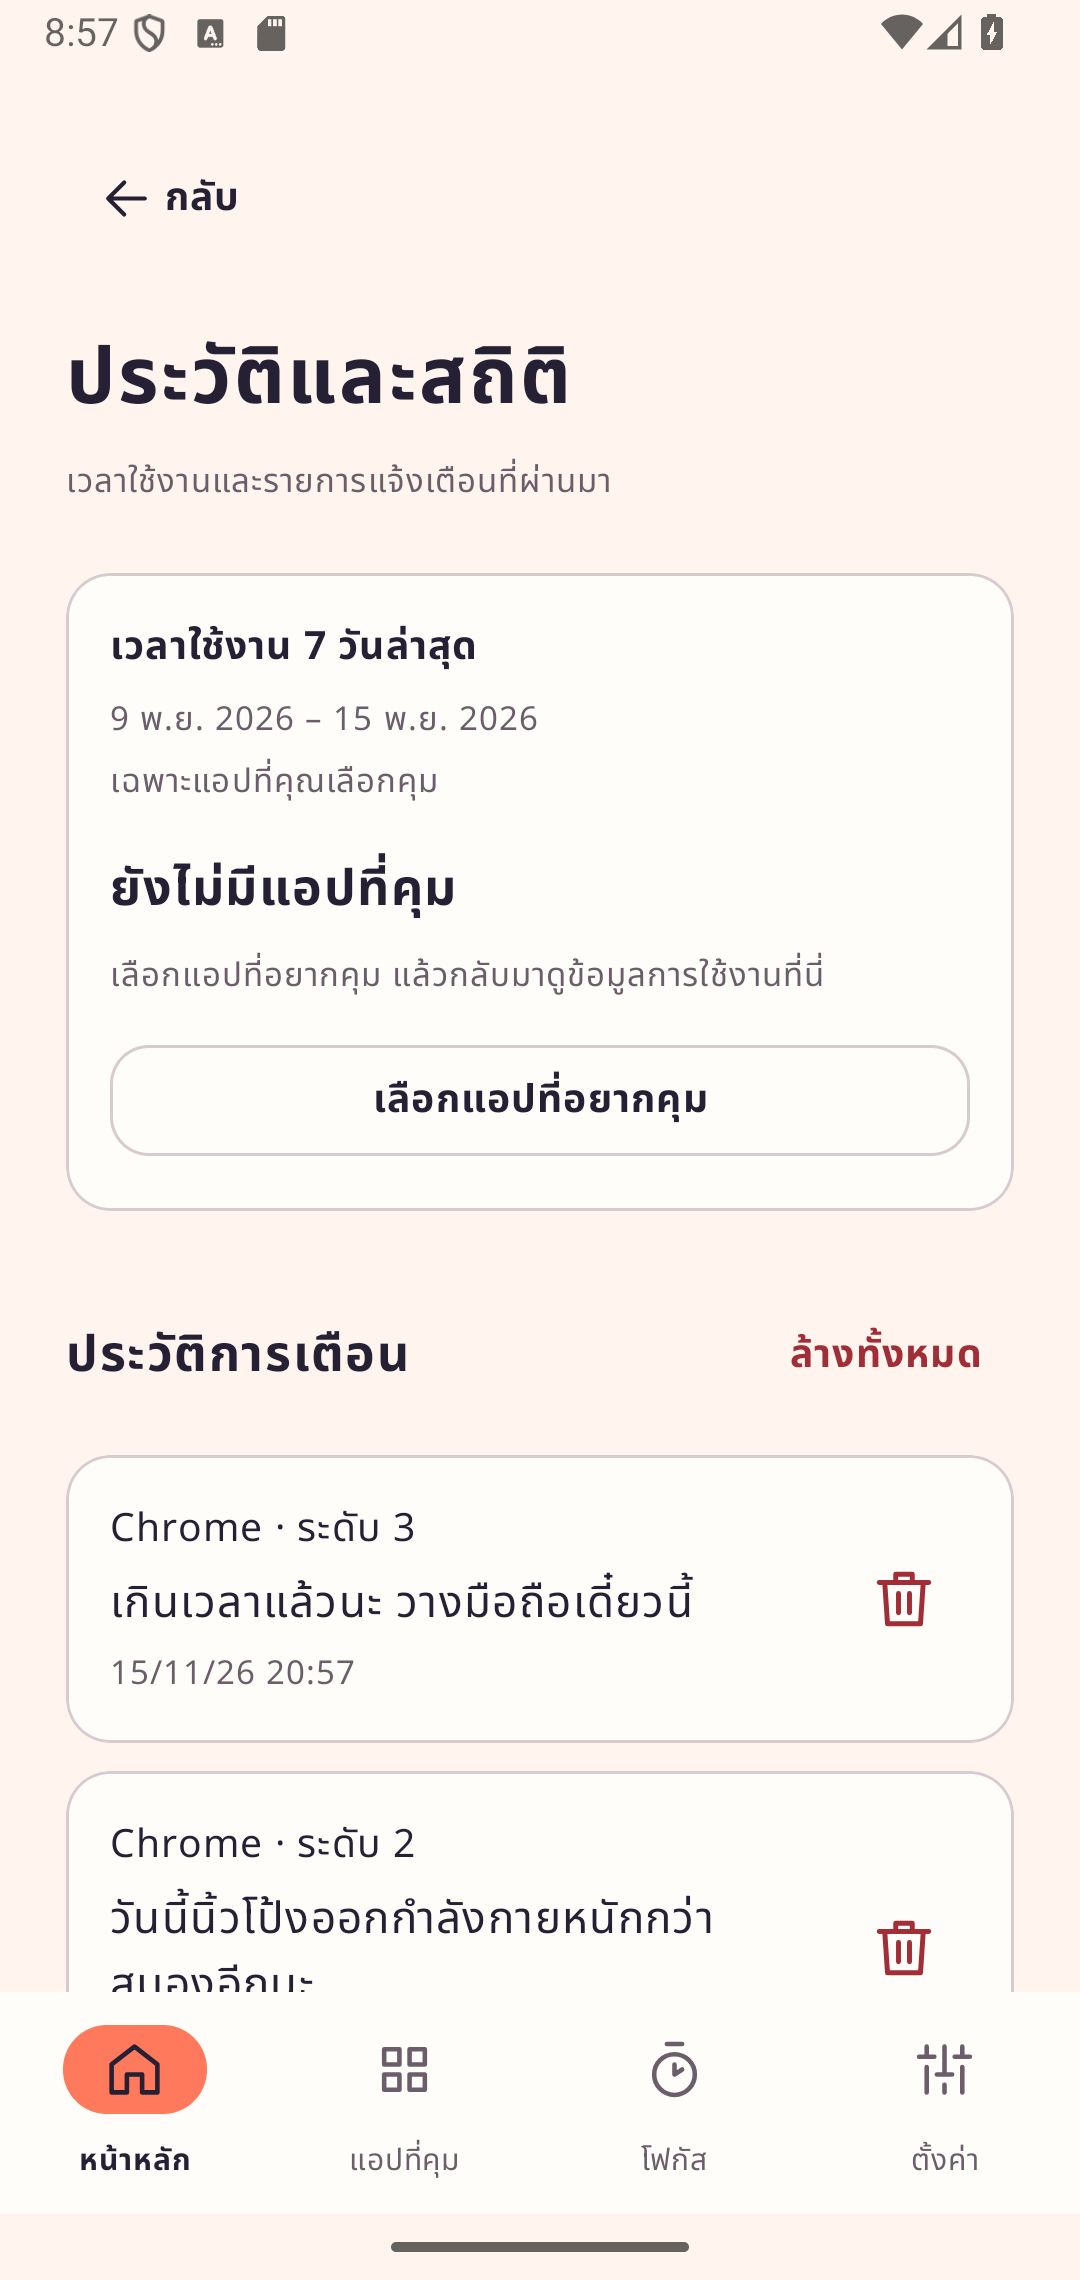 8:57
กลับ
ประวัติและสถิติ
เวลาใช้งานและรายการแจ้งเตือนที่ผ่านมา
เวลาใช้งาน 7 วันล่าสุด
9 พ.ย. 2026 – 15 พ.ย. 2026
เฉพาะแอปที่คุณเลือกคุม
ยังไม่มีแอปที่คุม
เลือกแอปที่อยากคุม แล้วกลับมาดูข้อมูลการใช้งานที่นี่
เลือกแอปที่อยากคุม
ประวัติการเตือน
ล้างทั้งหมด
Chrome · ระดับ 3
เกินเวลาแล้วนะ วางมือถือเดี๋ยวนี้
15/11/26 20:57
Chrome · ระดับ 2
วันนี้นิ้วโป้งออกกำลังกายหนักกว่า
สมองอีกนะ
หน้าหลัก
แอปที่คุม
โฟกัส
ตั้งค่า